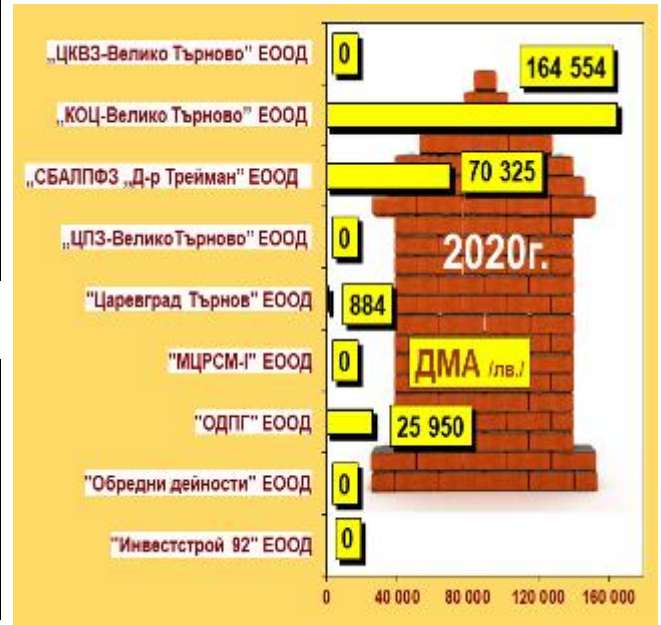 „ЦКВЗ-Велико Търново” ЕООД 0
164 554
„КОЦ-Велико Търново” ЕООД
„СБАЛПФЗ „Д-р Трейман” ЕООД 70 325
„ЦПЗ-ВеликоТърново” ЕООД 0
2020г.
"Царевград Търнов" ЕООД 884
"МЦРСМ-I" ЕООД 0
ДМА /лв./
"ОДПГ" ЕООД 25 950
"Обредни дейности" ЕООД 0
"Инвестстрой 92" ЕООД 0
0 40 000 80 000 120 000 160 000